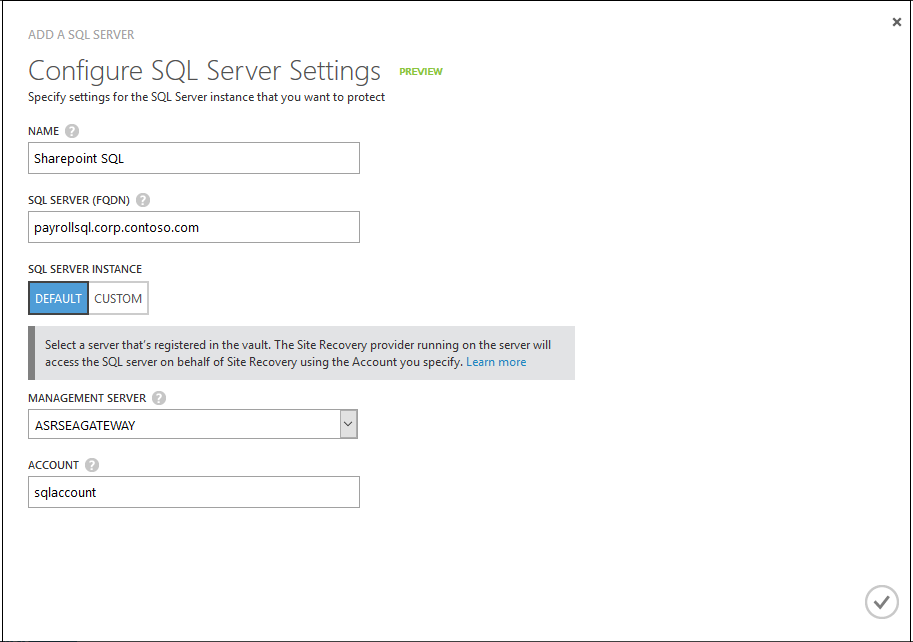 ADD A SQL SERVER
Configure SQL Server Settings PREVIEW
Specify settings for the SQL Server instance that you want to protect
NAME ?
Sharepoint SQL
SQL SERVER (FQDN) ?
payrollsql.corp.contoso.com
SQL SERVER INSTANCE
DEFAULT CUSTOM
Select a server that's registered in the vault. The Site Recovery provider running on the server will
access the SQL server on behalf of Site Recovery using the Account you specify. Learn more
MANAGEMENT SERVER ?
ASRSEAGATEWAY
ACCOUNT ?
sqlaccount